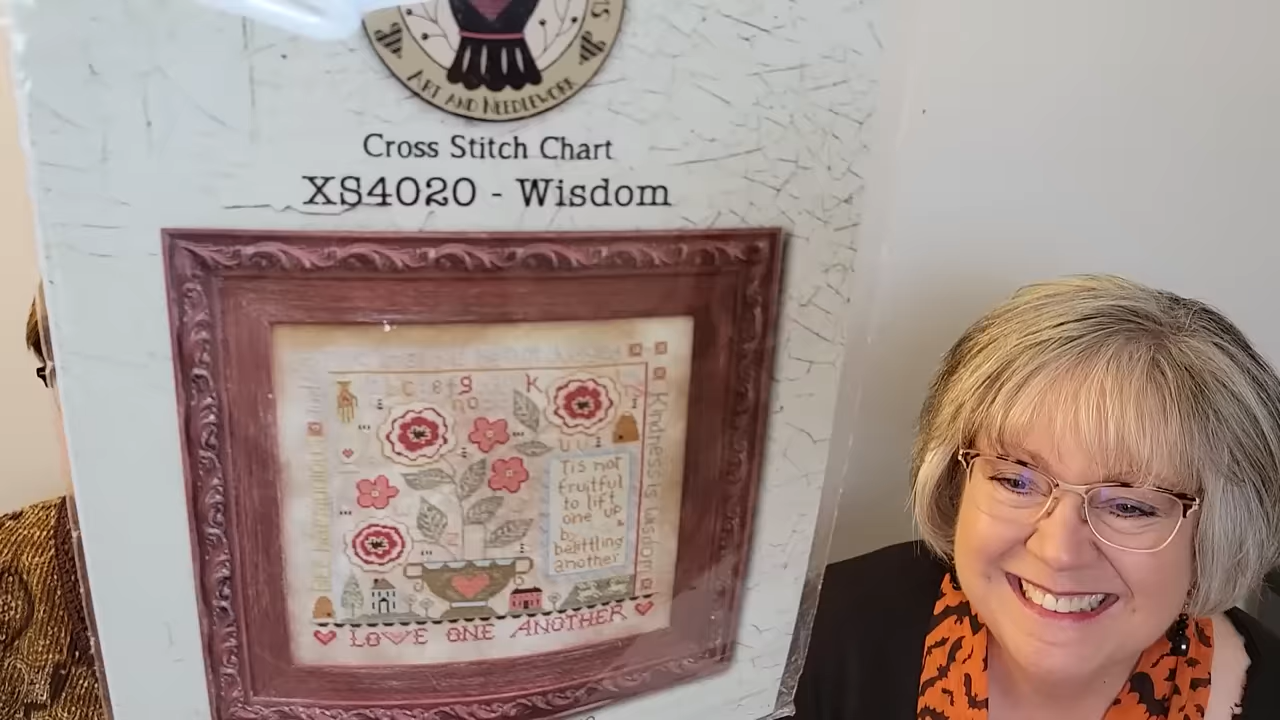 ART AND NEEDLEWORK
Cross Stitch Chart
XS4020 - Wisdom
c e f g k
n o
Kindness is wisdom
Tis not
fruitful
to lift
one up
&
by
belittling
another
LOVE ONE ANOTHER